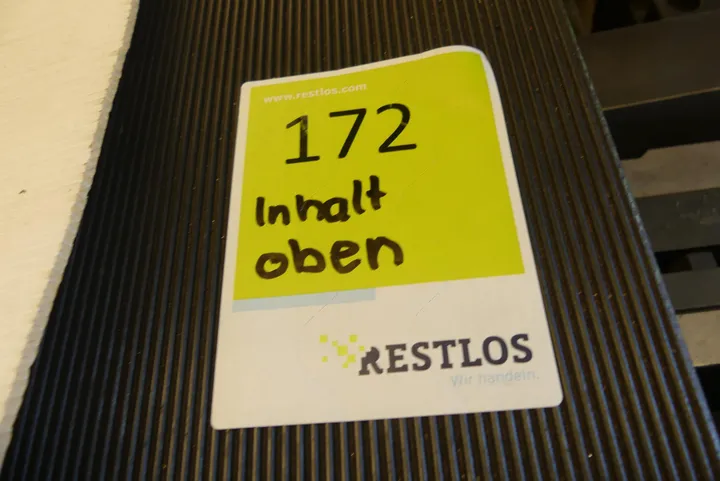 www.restlos.com
172
Inhalt
oben
RESTLOS
Wir handeln.